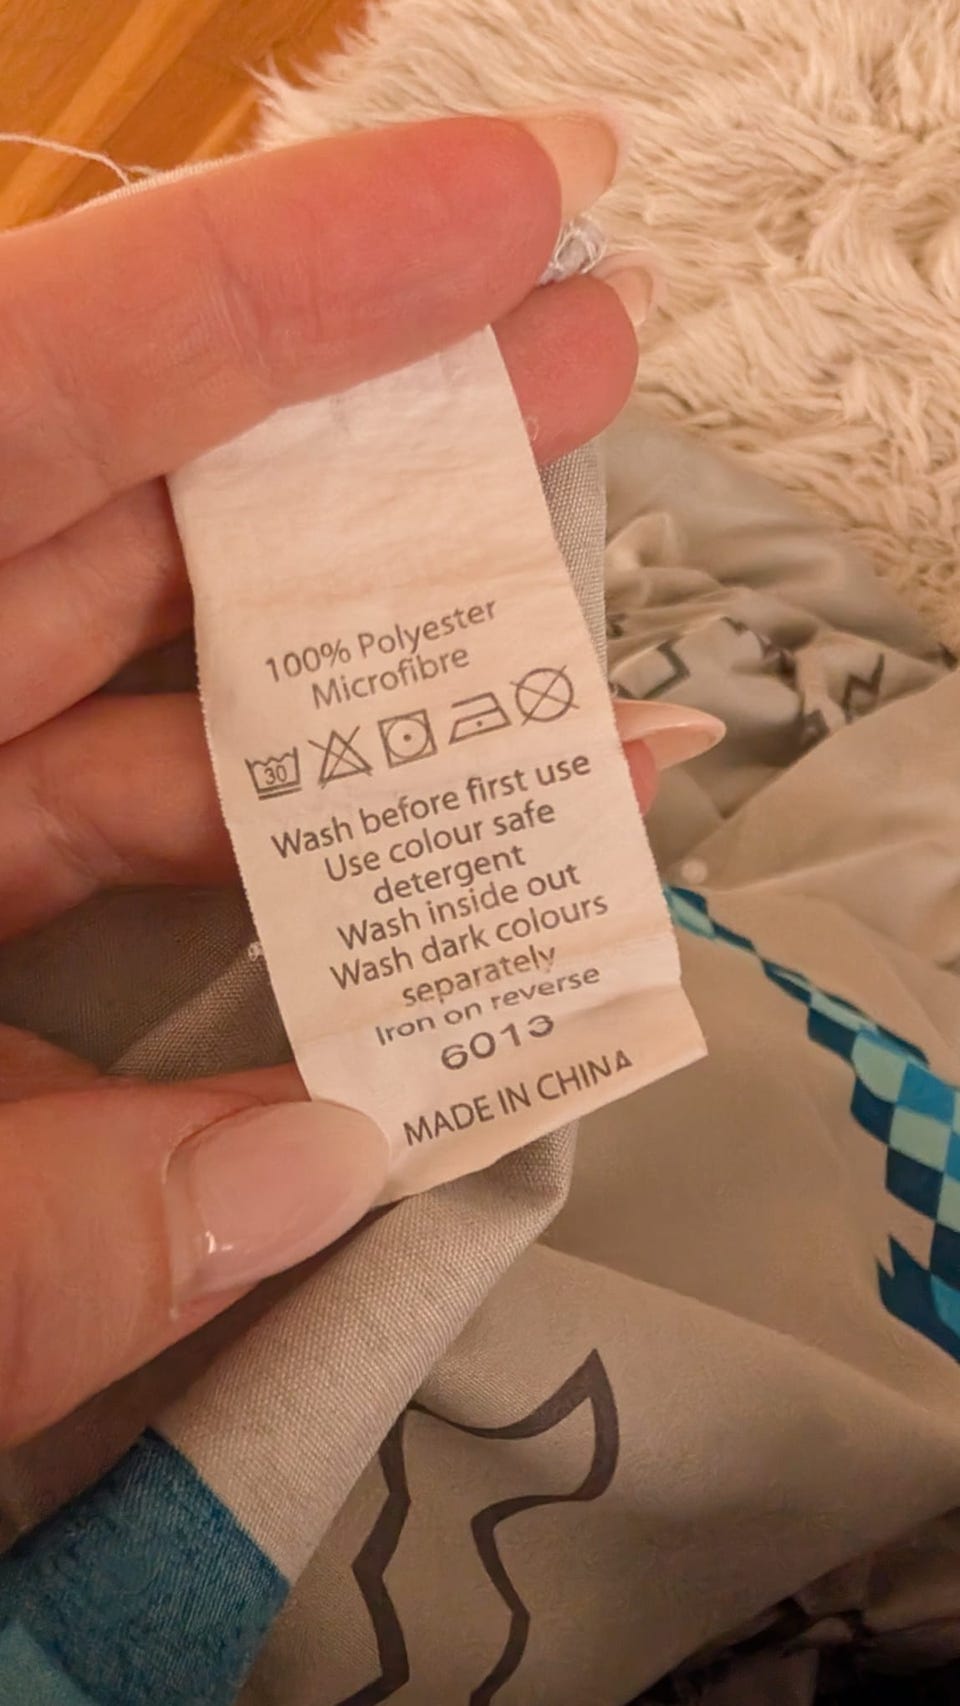 100% Polyester
Microfibre
30
Wash before first use
Use colour safe
detergent
Wash inside out
Wash dark colours
separately
Iron on reverse
6013
MADE IN CHINA